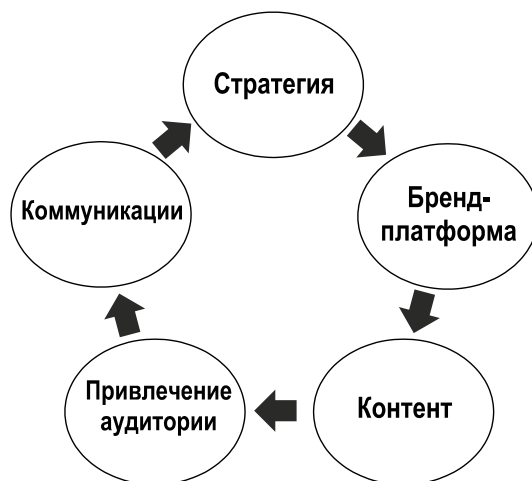 Стратегия
Бренд-
платформа
Контент
Привлечение
аудитории
Коммуникации